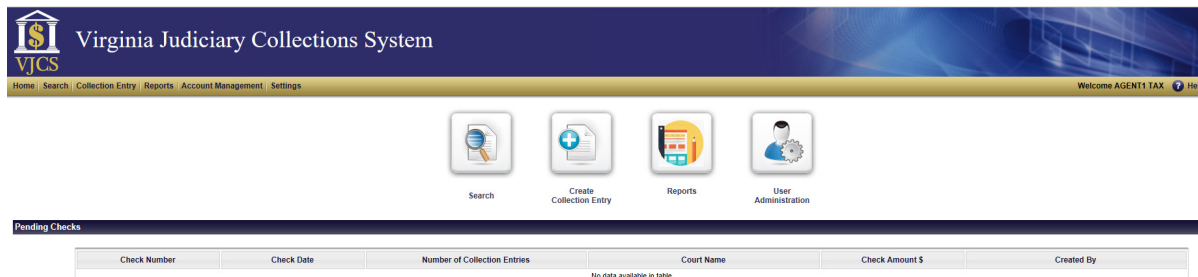 VJCS
Virginia Judiciary Collections System
Home Search Collection Entry Reports Account Management Settings
Welcome AGENT1 TAX ? He
Search
Create
Collection Entry
Reports
User
Administration
Pending Checks
Check Number Check Date Number of Collection Entries Court Name Check Amount $ Created By
No data available in table